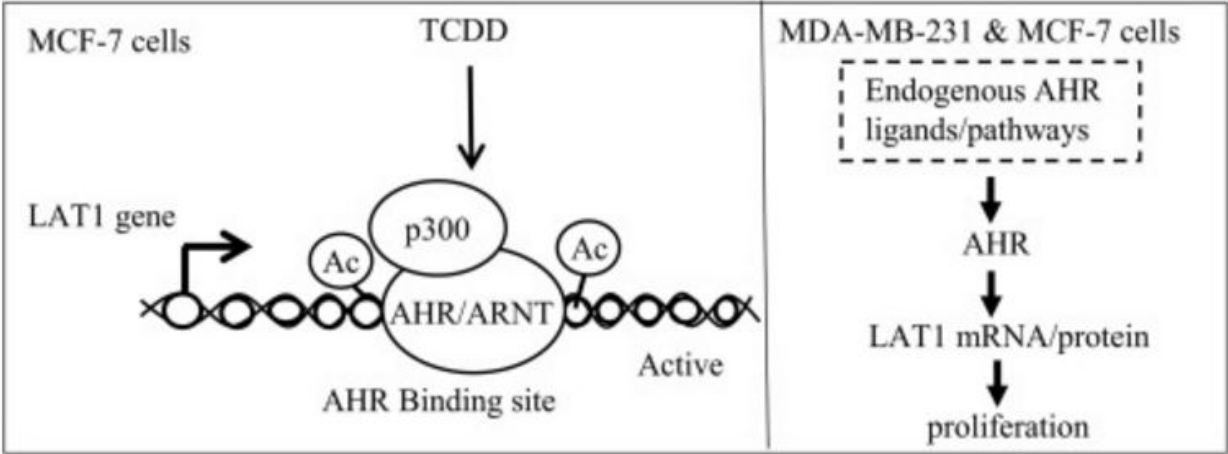 MCF-7 cells
TCDD
LAT1 gene
p300
Ac
Ac
AHR/ARNT
Active
AHR Binding site
MDA-MB-231 & MCF-7 cells
Endogenous AHR
ligands/pathways
AHR
LAT1 mRNA/protein
proliferation